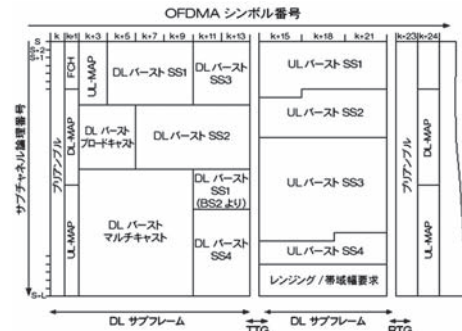 OFDMA シンボル番号
k
k+1
k+3
k+5
k+7
k+9
k+11
k+13
k+15
k+18
k+21
k+23
k+24
サブチャネル論理番号
S
S+2
S+1
S-L
プリアンブル
FCH
DL-MAP
UL-MAP
UL-MAP
DL バースト SS1
DL バースト
SS3
DL バースト
ブロードキャスト
DL バースト SS2
DL バースト
マルチキャスト
DL バースト
SS1
(BS2 より)
DL バースト
SS4
UL バースト SS1
UL バースト SS2
UL バースト SS3
UL バースト SS4
レンジング / 帯域幅要求
プリアンブル
DL-MAP
UL-MAP
DL サブフレーム
TTG
DL サブフレーム
RTG